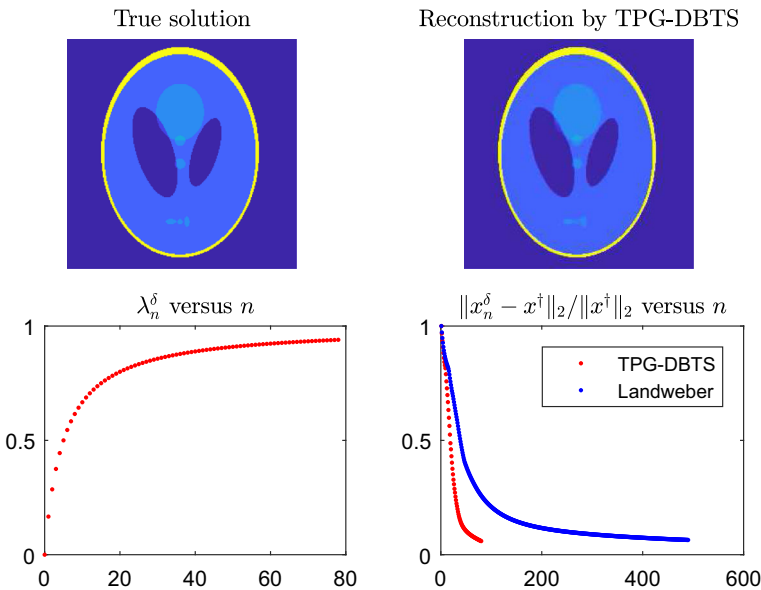 True solution
Reconstruction by TPG-DBTS
λ_n^δ versus n
1
0.5
0
0 20 40 60 80
‖x_n^δ − x^†‖_2/‖x^†‖_2 versus n
1
0.5
0
0 200 400 600
TPG-DBTS
Landweber